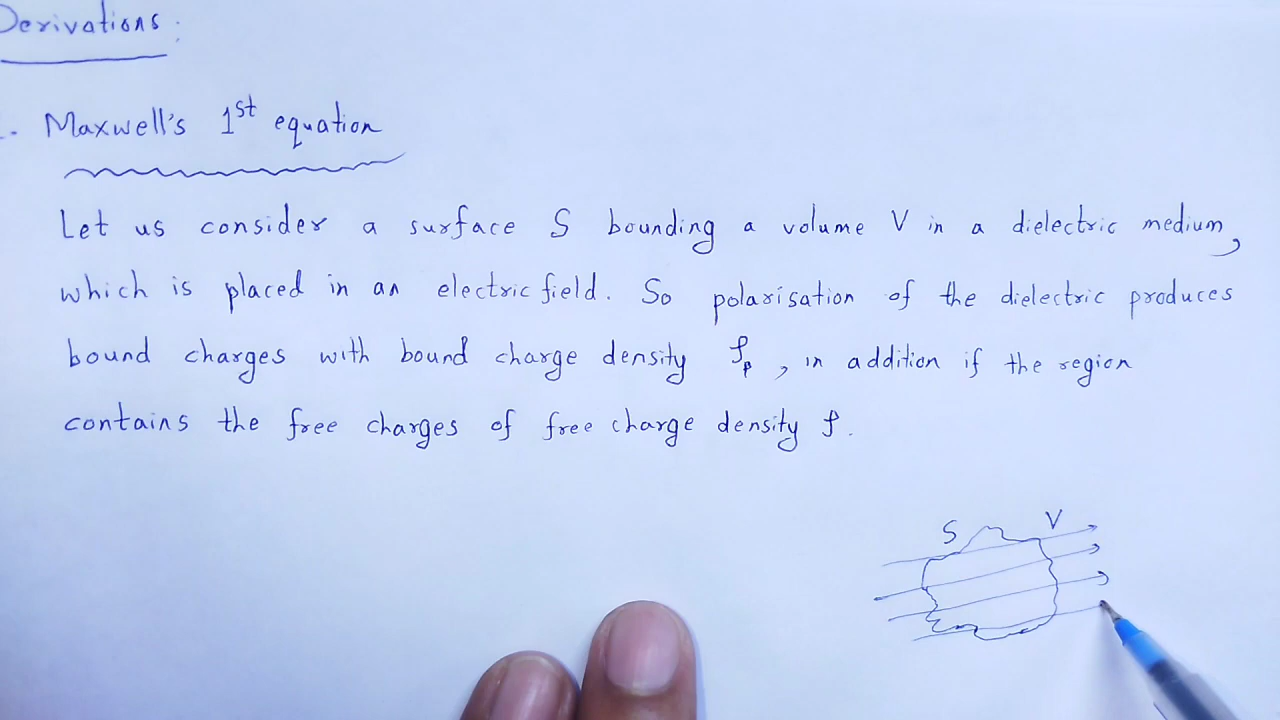 Derivations:
. Maxwell's 1st equation
Let us consider a surface S bounding a volume V in a dielectric medium,
which is placed in an electric field. So polarisation of the dielectric produces
bound charges with bound charge density ρₚ, in addition if the region
contains the free charges of free charge density ρ.
S V